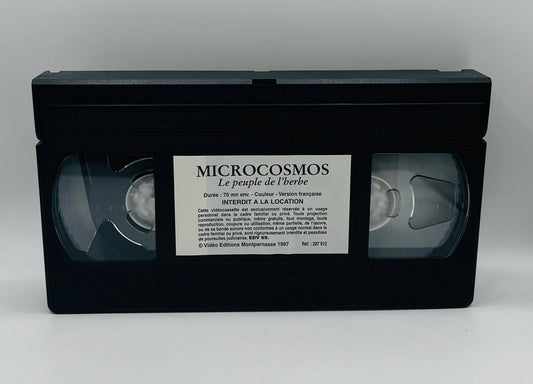 MICROCOSMOS
Le peuple de l'herbe
Durée : 70 mn env. - Couleur - Version française
INTERDIT A LA LOCATION
Cette vidéocassette est exclusivement réservée à un usage
personnel dans le cadre familial ou privé. Toute projection
commerciale ou publique, même gratuite, tout montage, toute
reproduction, coupure ou utilisation, même partielle, de l'œuvre,
ou de sa bande sonore non conformes à un usage normal dans le
cadre familial ou privé, sont rigoureusement interdits et passibles
de poursuites judiciaires. EDV 65.
© Vidéo Editions Montparnasse 1997 Réf. : 287 912